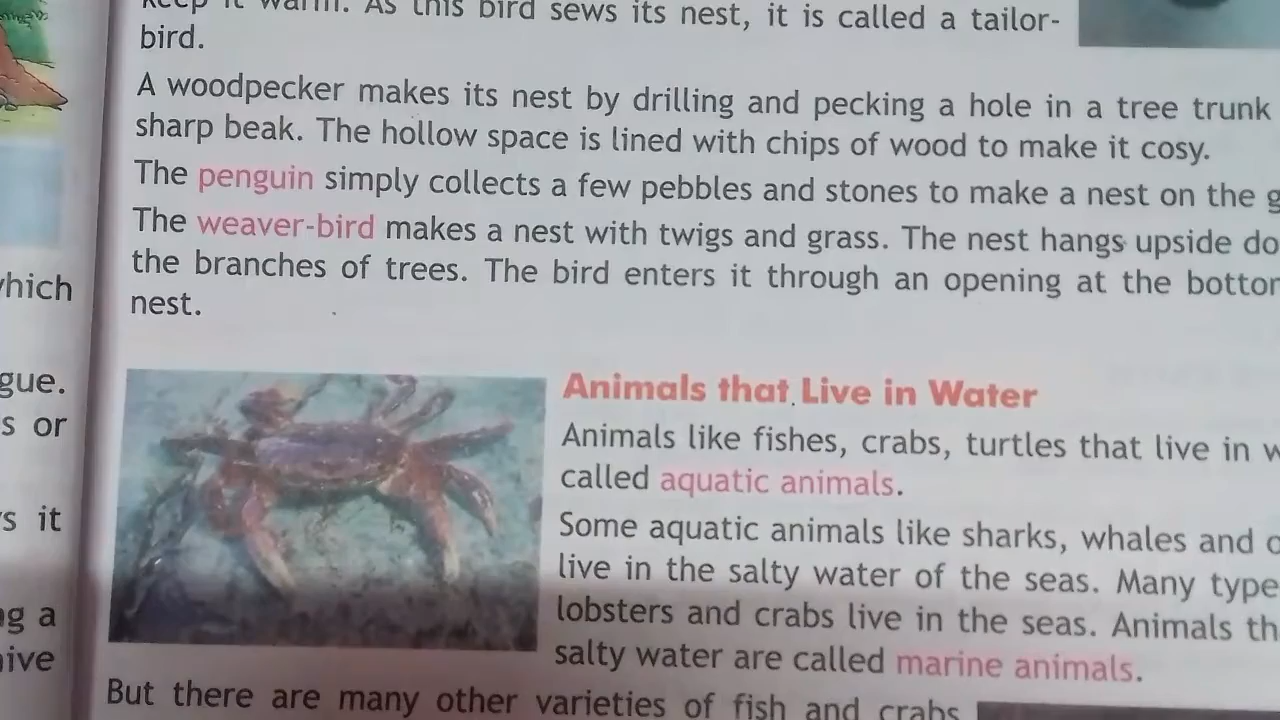 keep it warm. As this bird sews its nest, it is called a tailor-
bird.
A woodpecker makes its nest by drilling and pecking a hole in a tree trunk
sharp beak. The hollow space is lined with chips of wood to make it cosy.
The penguin simply collects a few pebbles and stones to make a nest on the
The weaver-bird makes a nest with twigs and grass. The nest hangs upside
the branches of trees. The bird enters it through an opening at the
nest.
which
gue.
s or
s it
ng a
Animals that Live in Water
Animals like fishes, crabs, turtles that live in
called aquatic animals.
Some aquatic animals like sharks, whales and
live in the salty water of the seas. Many
lobsters and crabs live in the seas. Animals
salty water are called marine animals.
But there are many other varieties of fish and crabs